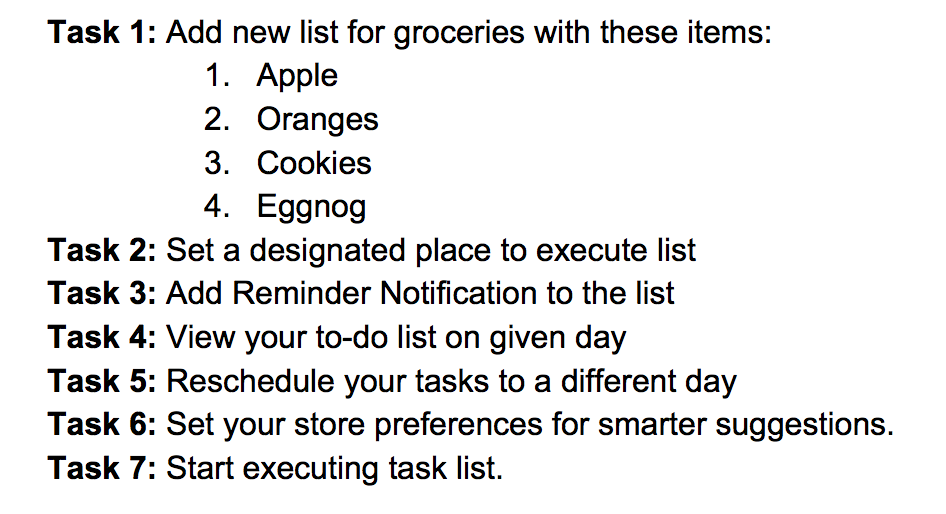 Task 1: Add new list for groceries with these items:
1. Apple
2. Oranges
3. Cookies
4. Eggnog
Task 2: Set a designated place to execute list
Task 3: Add Reminder Notification to the list
Task 4: View your to-do list on given day
Task 5: Reschedule your tasks to a different day
Task 6: Set your store preferences for smarter suggestions.
Task 7: Start executing task list.